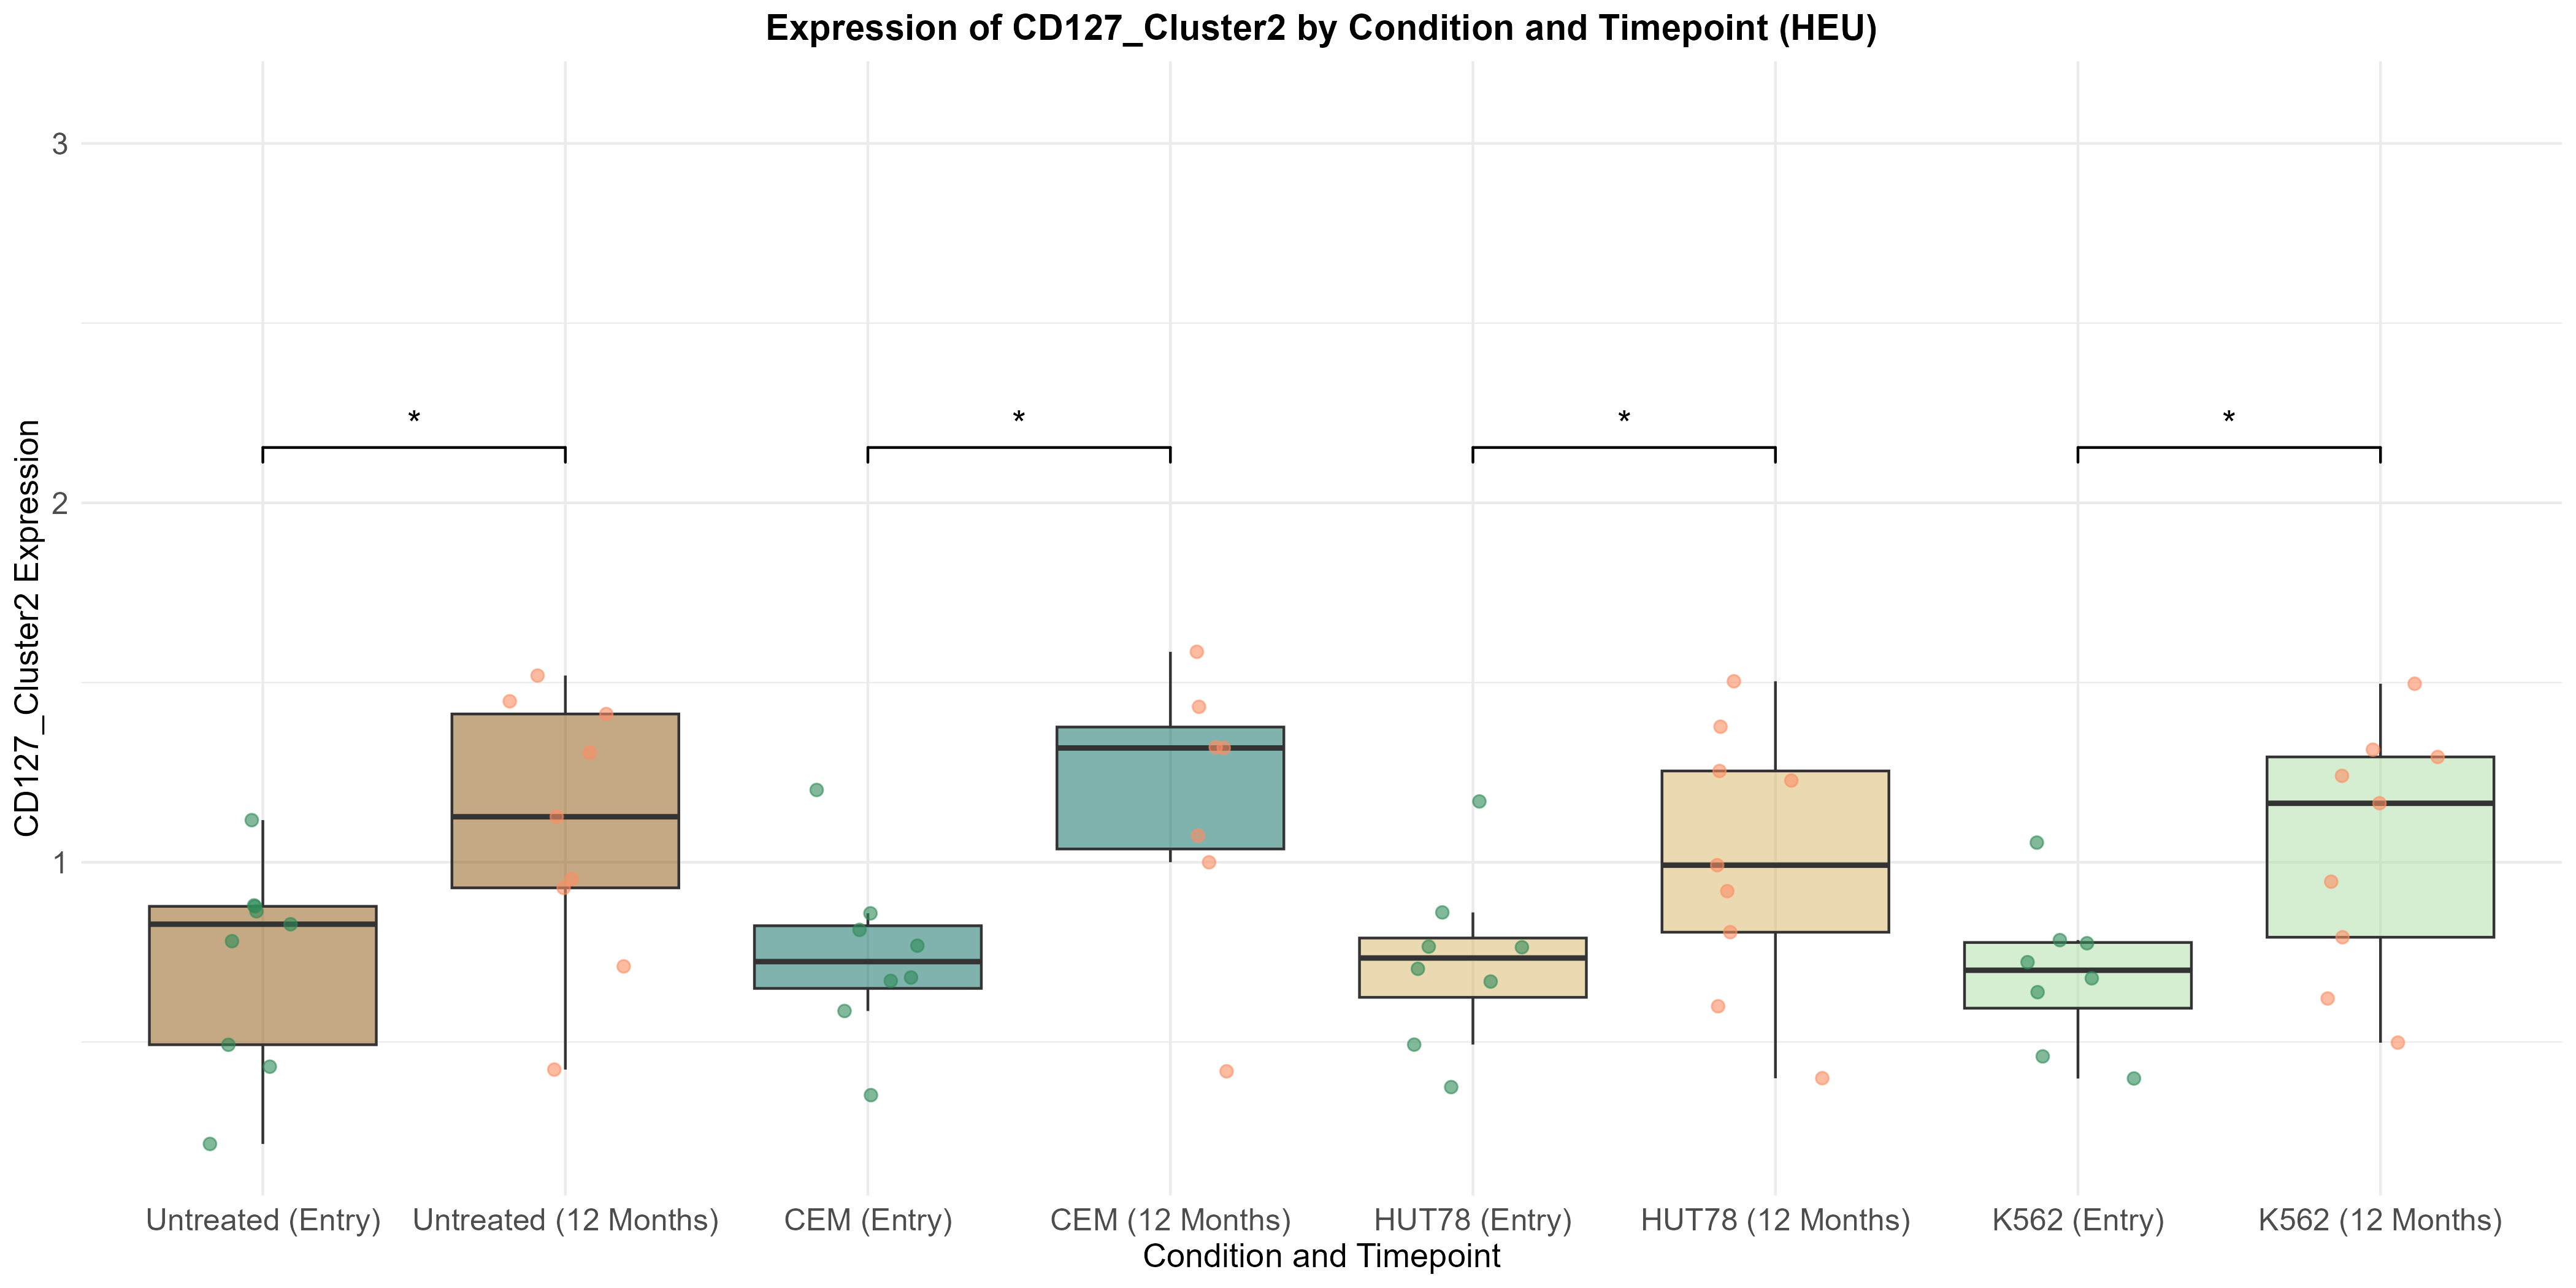 Expression of CD127_Cluster2 by Condition and Timepoint (HEU)
CD127_Cluster2 Expression
3
2
1
* * * *
Untreated (Entry) Untreated (12 Months) CEM (Entry) CEM (12 Months) HUT78 (Entry) HUT78 (12 Months) K562 (Entry) K562 (12 Months)
Condition and Timepoint